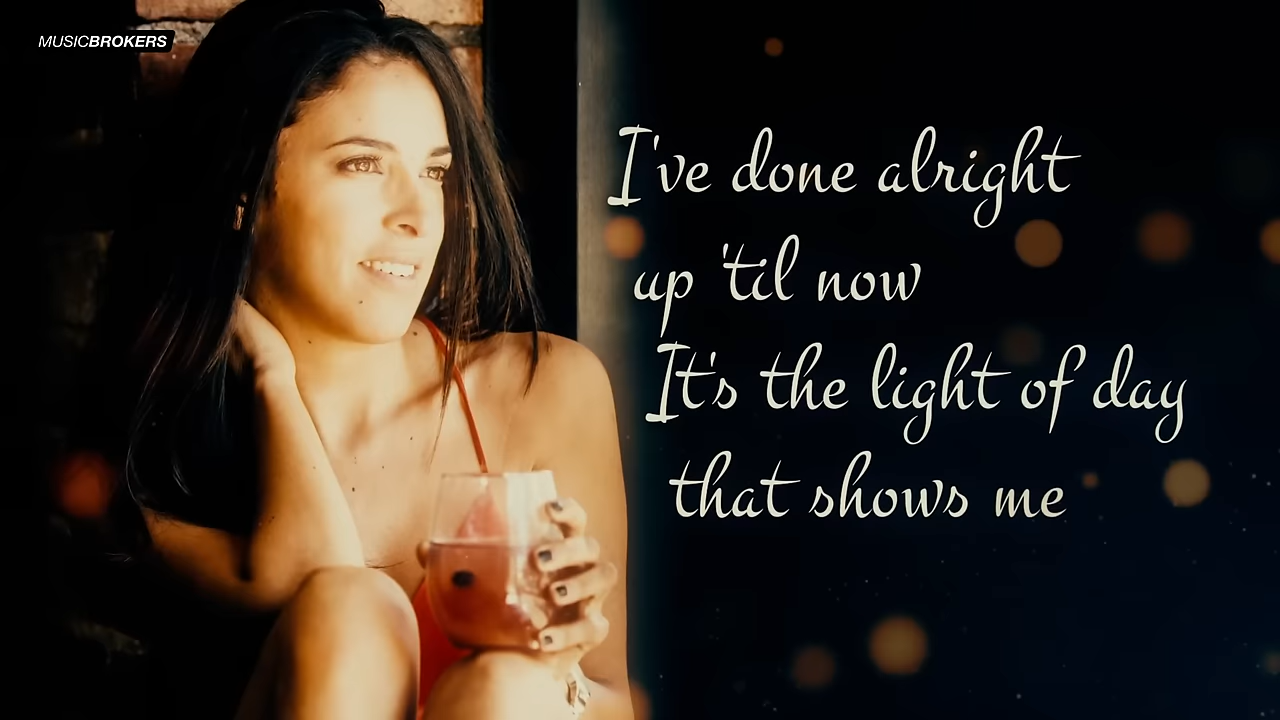 MUSICBROKERS
I've done alright
up 'til now
It's the light of day
that shows me